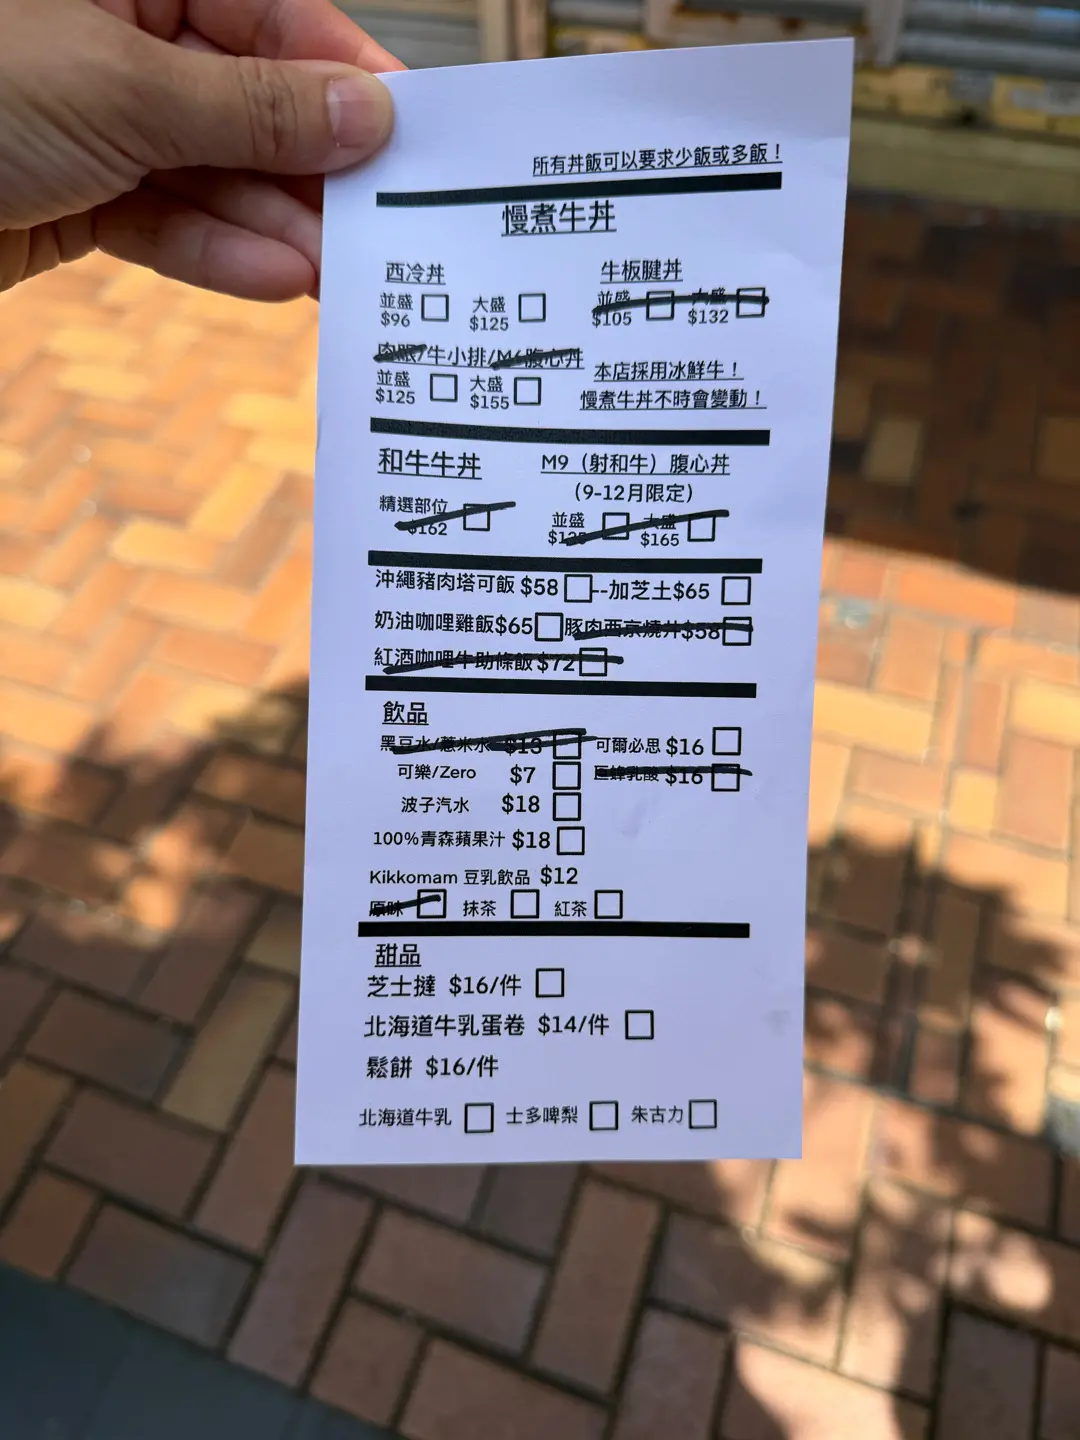 所有丼飯可以要求少飯或多飯！
慢煮牛丼
西冷丼 牛板腱丼
並盛 大盛 並盛 大盛
$96 $125 $105 $132
肉眼/牛小排/M6腹心丼
並盛 大盛
$125 $155
本店採用冰鮮牛！
慢煮牛丼不時會變動！
和牛牛丼
M9（射和牛）腹心丼
（9-12月限定）
精選部位
$162
並盛 大盛
$135 $165
沖繩豬肉塔可飯 $58 --加芝士$65
奶油咖哩雞飯$65 豚肉西京燒丼$58
紅酒咖哩牛助條飯$72
飲品
黑豆水/薏米水 $13 可爾必思 $16
可樂/Zero $7 巨蜂乳酸 $16
波子汽水 $18
100%青森蘋果汁 $18
Kikkomam 豆乳飲品 $12
原味 抹茶 紅茶
甜品
芝士撻 $16/件
北海道牛乳蛋卷 $14/件
鬆餅 $16/件
北海道牛乳 士多啤梨 朱古力